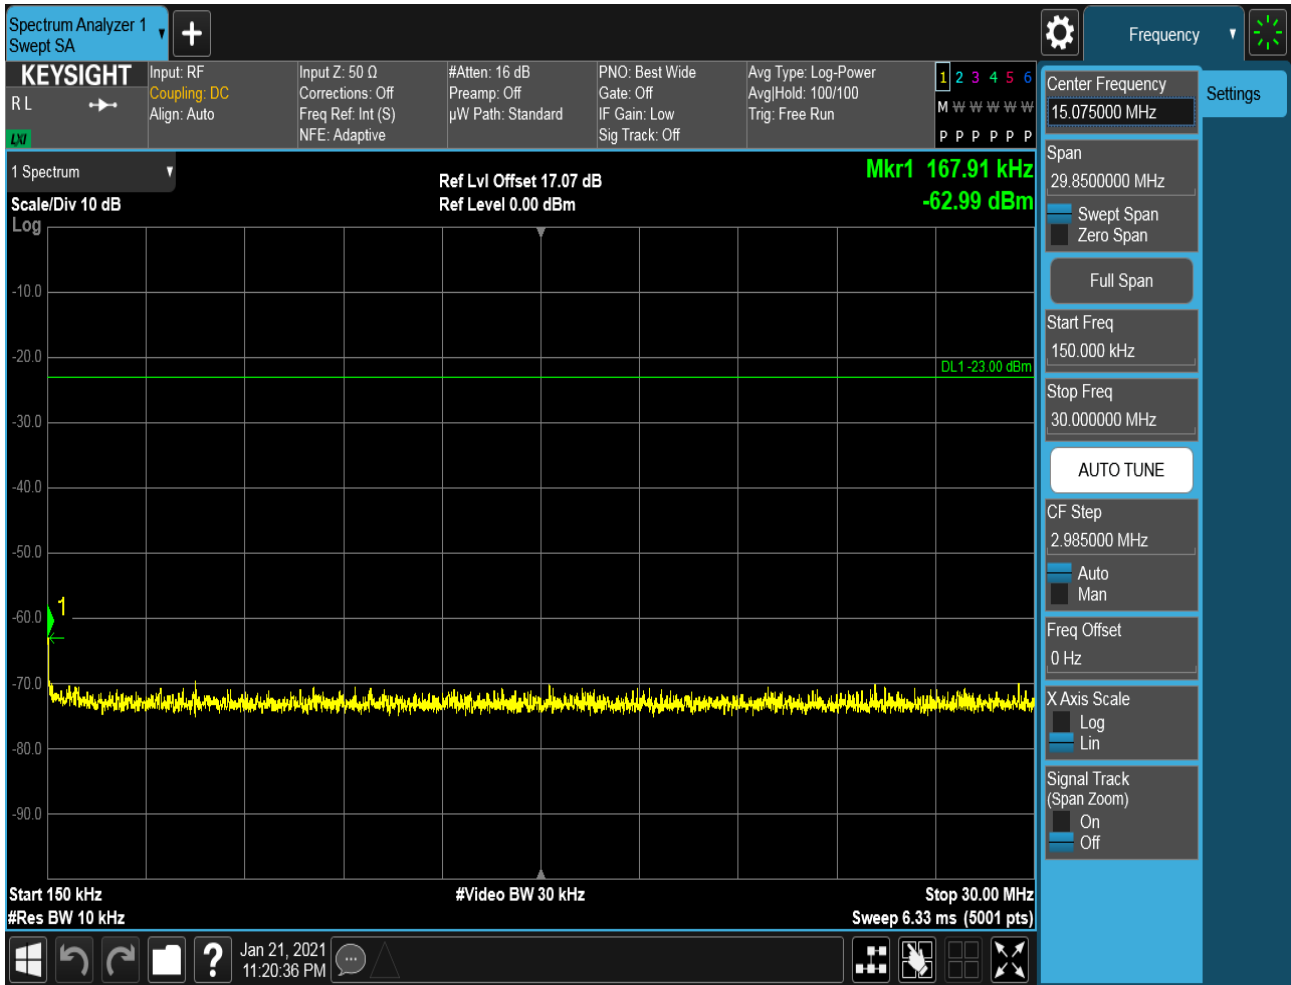 Spectrum Analyzer 1
Swept SA
Frequency
KEYSIGHT
R L
LXI
Input: RF
Coupling: DC
Align: Auto
Input Z: 50 Ω
Corrections: Off
Freq Ref: Int (S)
NFE: Adaptive
#Atten: 16 dB
Preamp: Off
µW Path: Standard
PNO: Best Wide
Gate: Off
IF Gain: Low
Sig Track: Off
Avg Type: Log-Power
Avg|Hold: 100/100
Trig: Free Run
1 2 3 4 5 6
M W W W W W
P P P P P P
1 Spectrum
Scale/Div 10 dB
Log
Ref Lvl Offset 17.07 dB
Ref Level 0.00 dBm
Mkr1 167.91 kHz
-62.99 dBm
-10.0
-20.0
DL1 -23.00 dBm
-30.0
-40.0
-50.0
1
-60.0
-70.0
-80.0
-90.0
Start 150 kHz
#Video BW 30 kHz
Stop 30.00 MHz
#Res BW 10 kHz
Sweep 6.33 ms (5001 pts)
?
Jan 21, 2021
11:20:36 PM
Center Frequency
15.075000 MHz
Settings
Span
29.8500000 MHz
Swept Span
Zero Span
Full Span
Start Freq
150.000 kHz
Stop Freq
30.000000 MHz
AUTO TUNE
CF Step
2.985000 MHz
Auto
Man
Freq Offset
0 Hz
X Axis Scale
Log
Lin
Signal Track
(Span Zoom)
On
Off